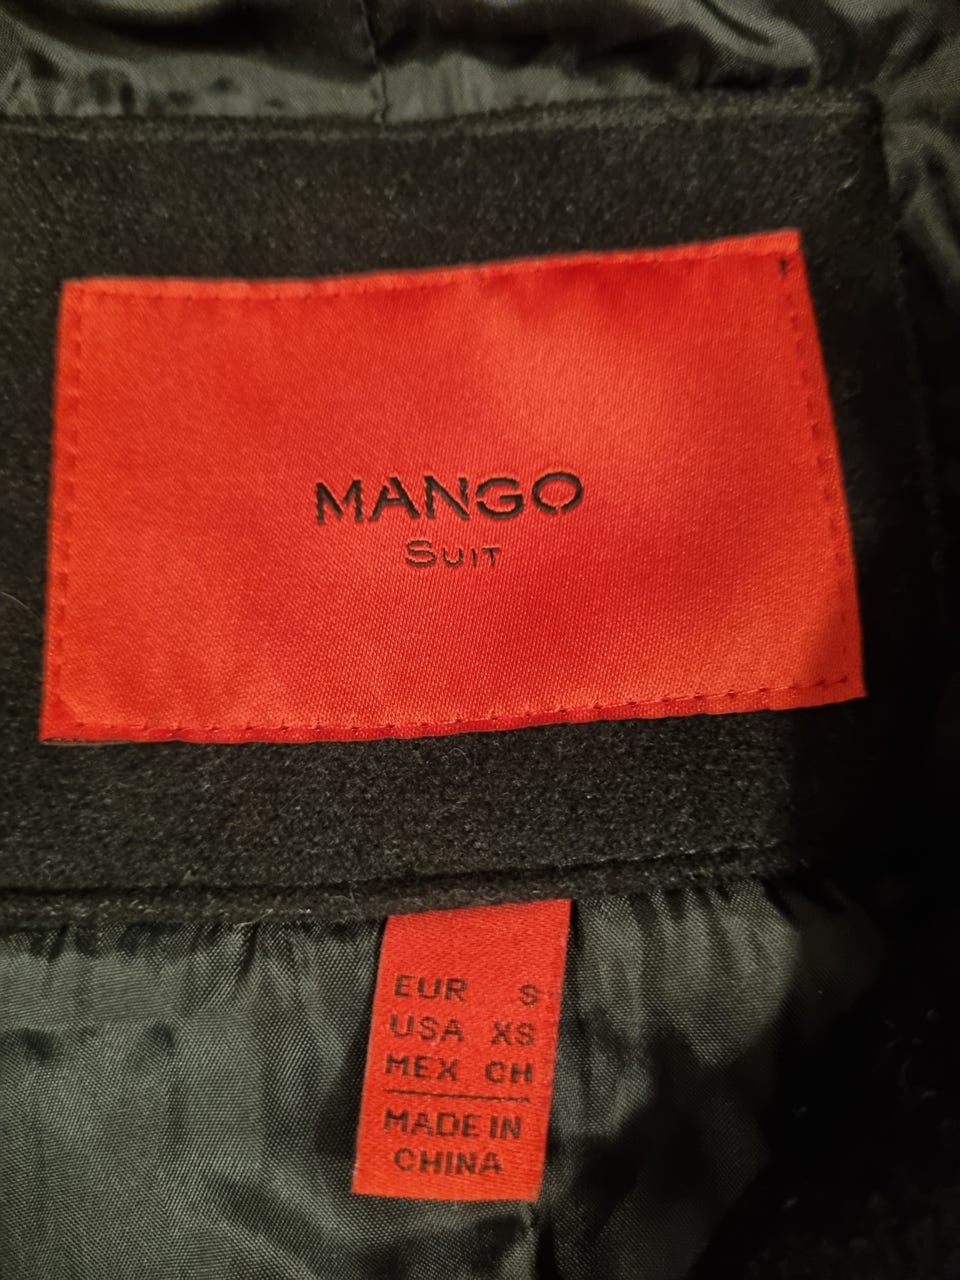 MANGO
SUIT
EUR S
USA XS
MEX CH
MADE IN
CHINA